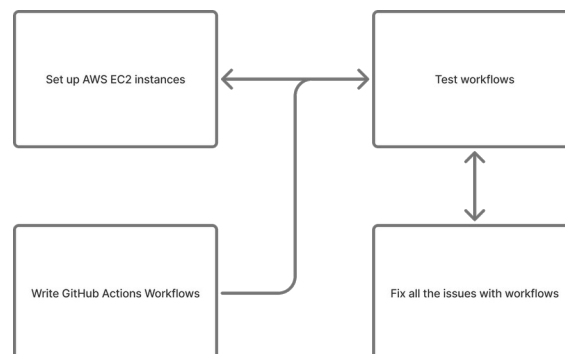 Set up AWS EC2 instances
Test workflows
Write GitHub Actions Workflows
Fix all the issues with workflows